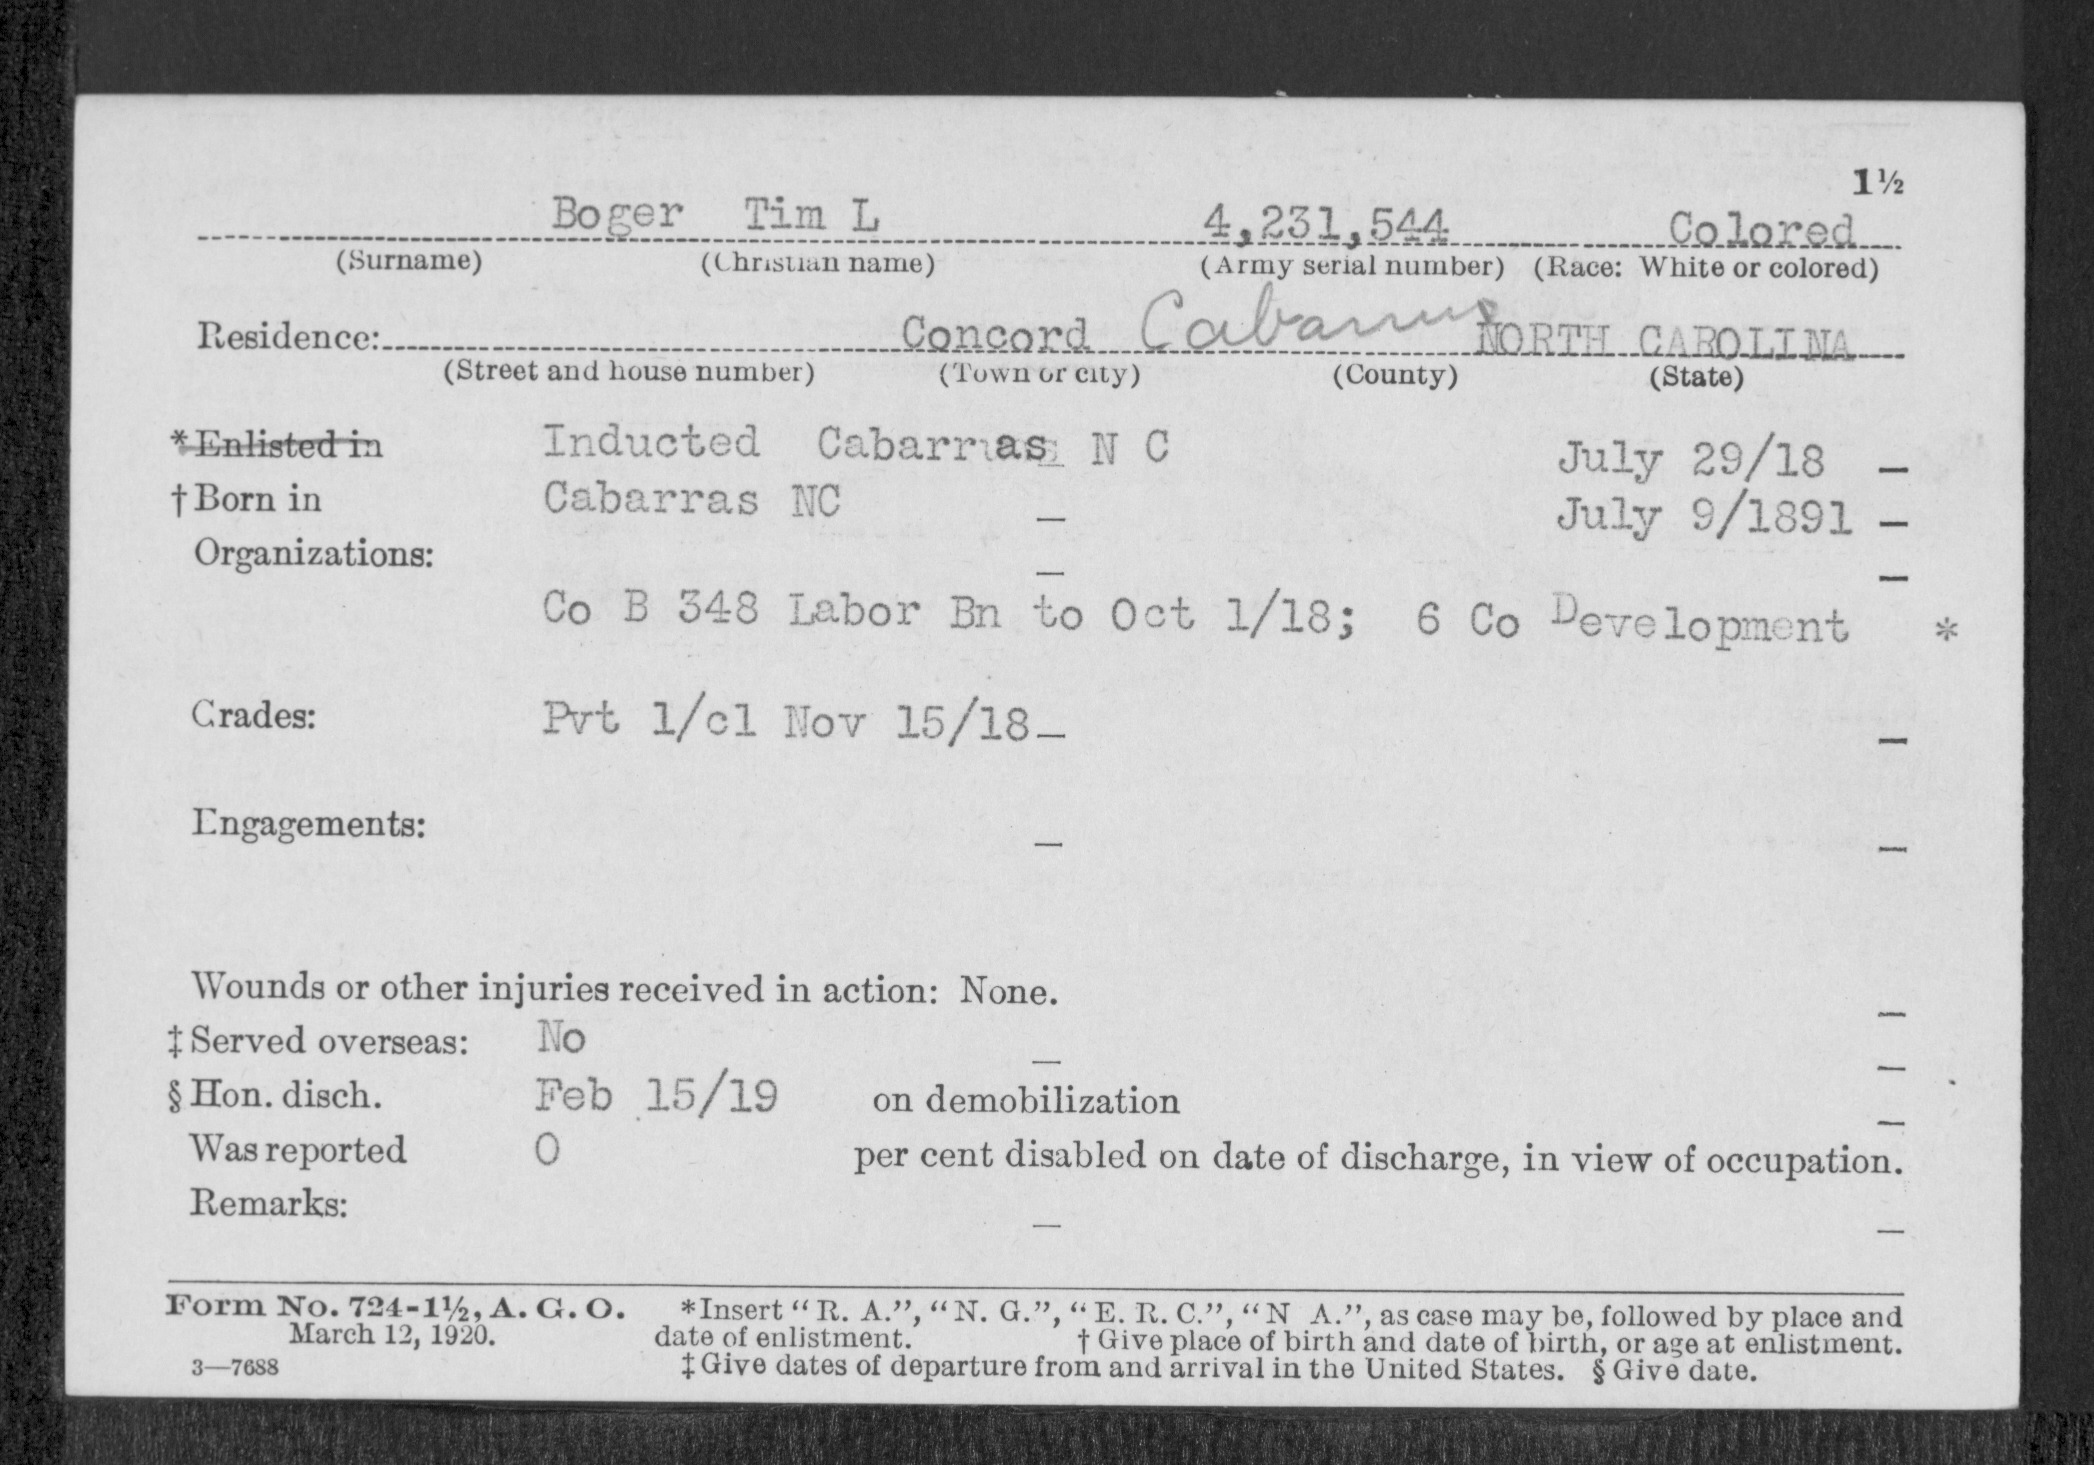 1½
Boger Tim L 4,231,544 Colored
(Surname) (Christian name) (Army serial number) (Race: White or colored)
Residence: Concord Cabarrus NORTH CAROLINA
(Street and house number) (Town or city) (County) (State)
*Enlisted in Inducted Cabarras N C July 29/18 —
†Born in Cabarras NC — July 9/1891 —
Organizations: — —
Co B 348 Labor Bn to Oct 1/18; 6 Co Development *
Grades: Pvt 1/cl Nov 15/18 — —
Engagements: — —
Wounds or other injuries received in action: None. —
‡Served overseas: No — —
§Hon. disch. Feb 15/19 on demobilization —
Was reported 0 per cent disabled on date of discharge, in view of occupation.
Remarks: — —
Form No. 724-1½, A. G. O. *Insert “R. A.”, “N. G.”, “E. R. C.”, “N A.”, as case may be, followed by place and
March 12, 1920. date of enlistment. †Give place of birth and date of birth, or age at enlistment.
3—7688 ‡Give dates of departure from and arrival in the United States. §Give date.